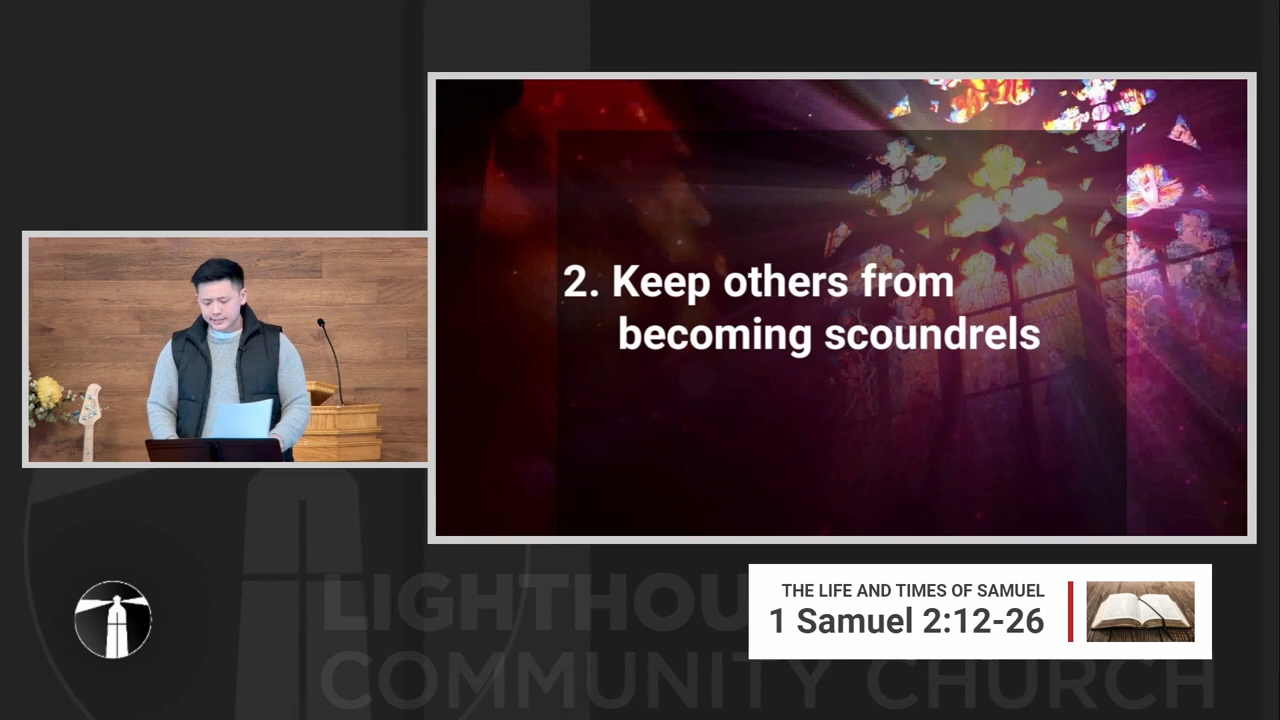 2. Keep others from
becoming scoundrels
THE LIFE AND TIMES OF SAMUEL
1 Samuel 2:12-26
LIGHTHOU
COMMUNITY CHURCH